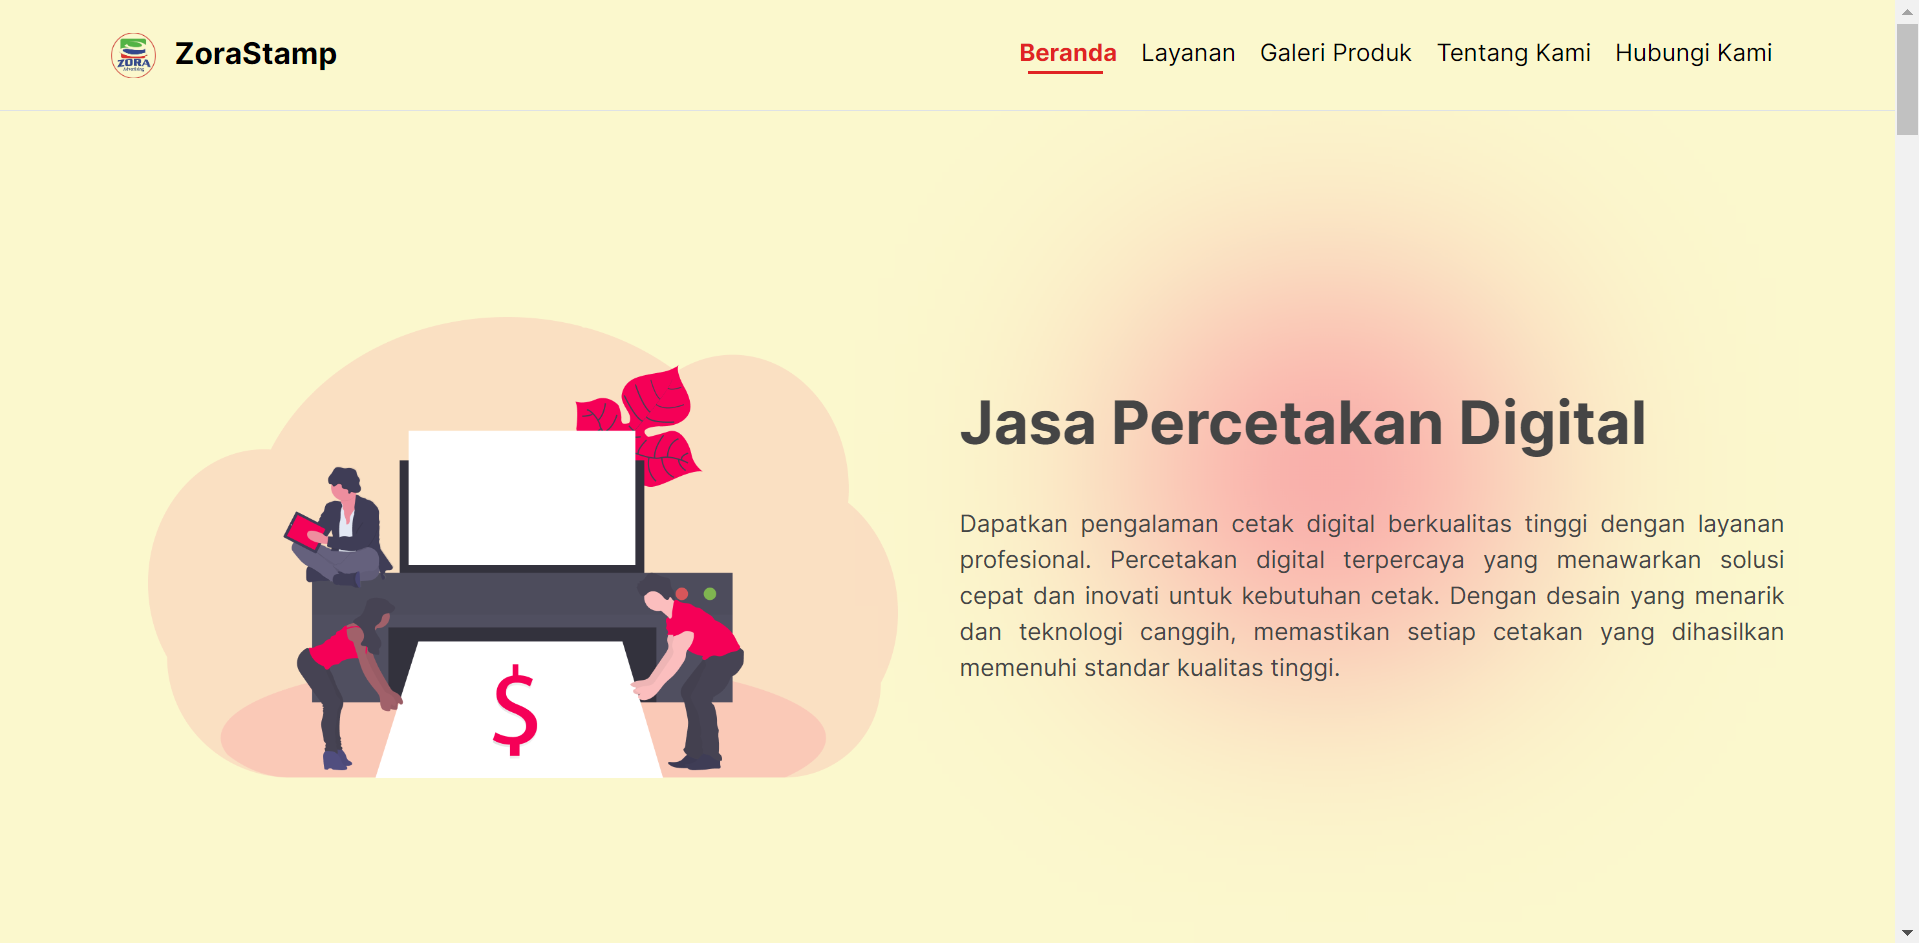 ZORA
Advertising
ZoraStamp
Beranda Layanan Galeri Produk Tentang Kami Hubungi Kami
$
Jasa Percetakan Digital
Dapatkan pengalaman cetak digital berkualitas tinggi dengan layanan
profesional. Percetakan digital terpercaya yang menawarkan solusi
cepat dan inovati untuk kebutuhan cetak. Dengan desain yang menarik
dan teknologi canggih, memastikan setiap cetakan yang dihasilkan
memenuhi standar kualitas tinggi.